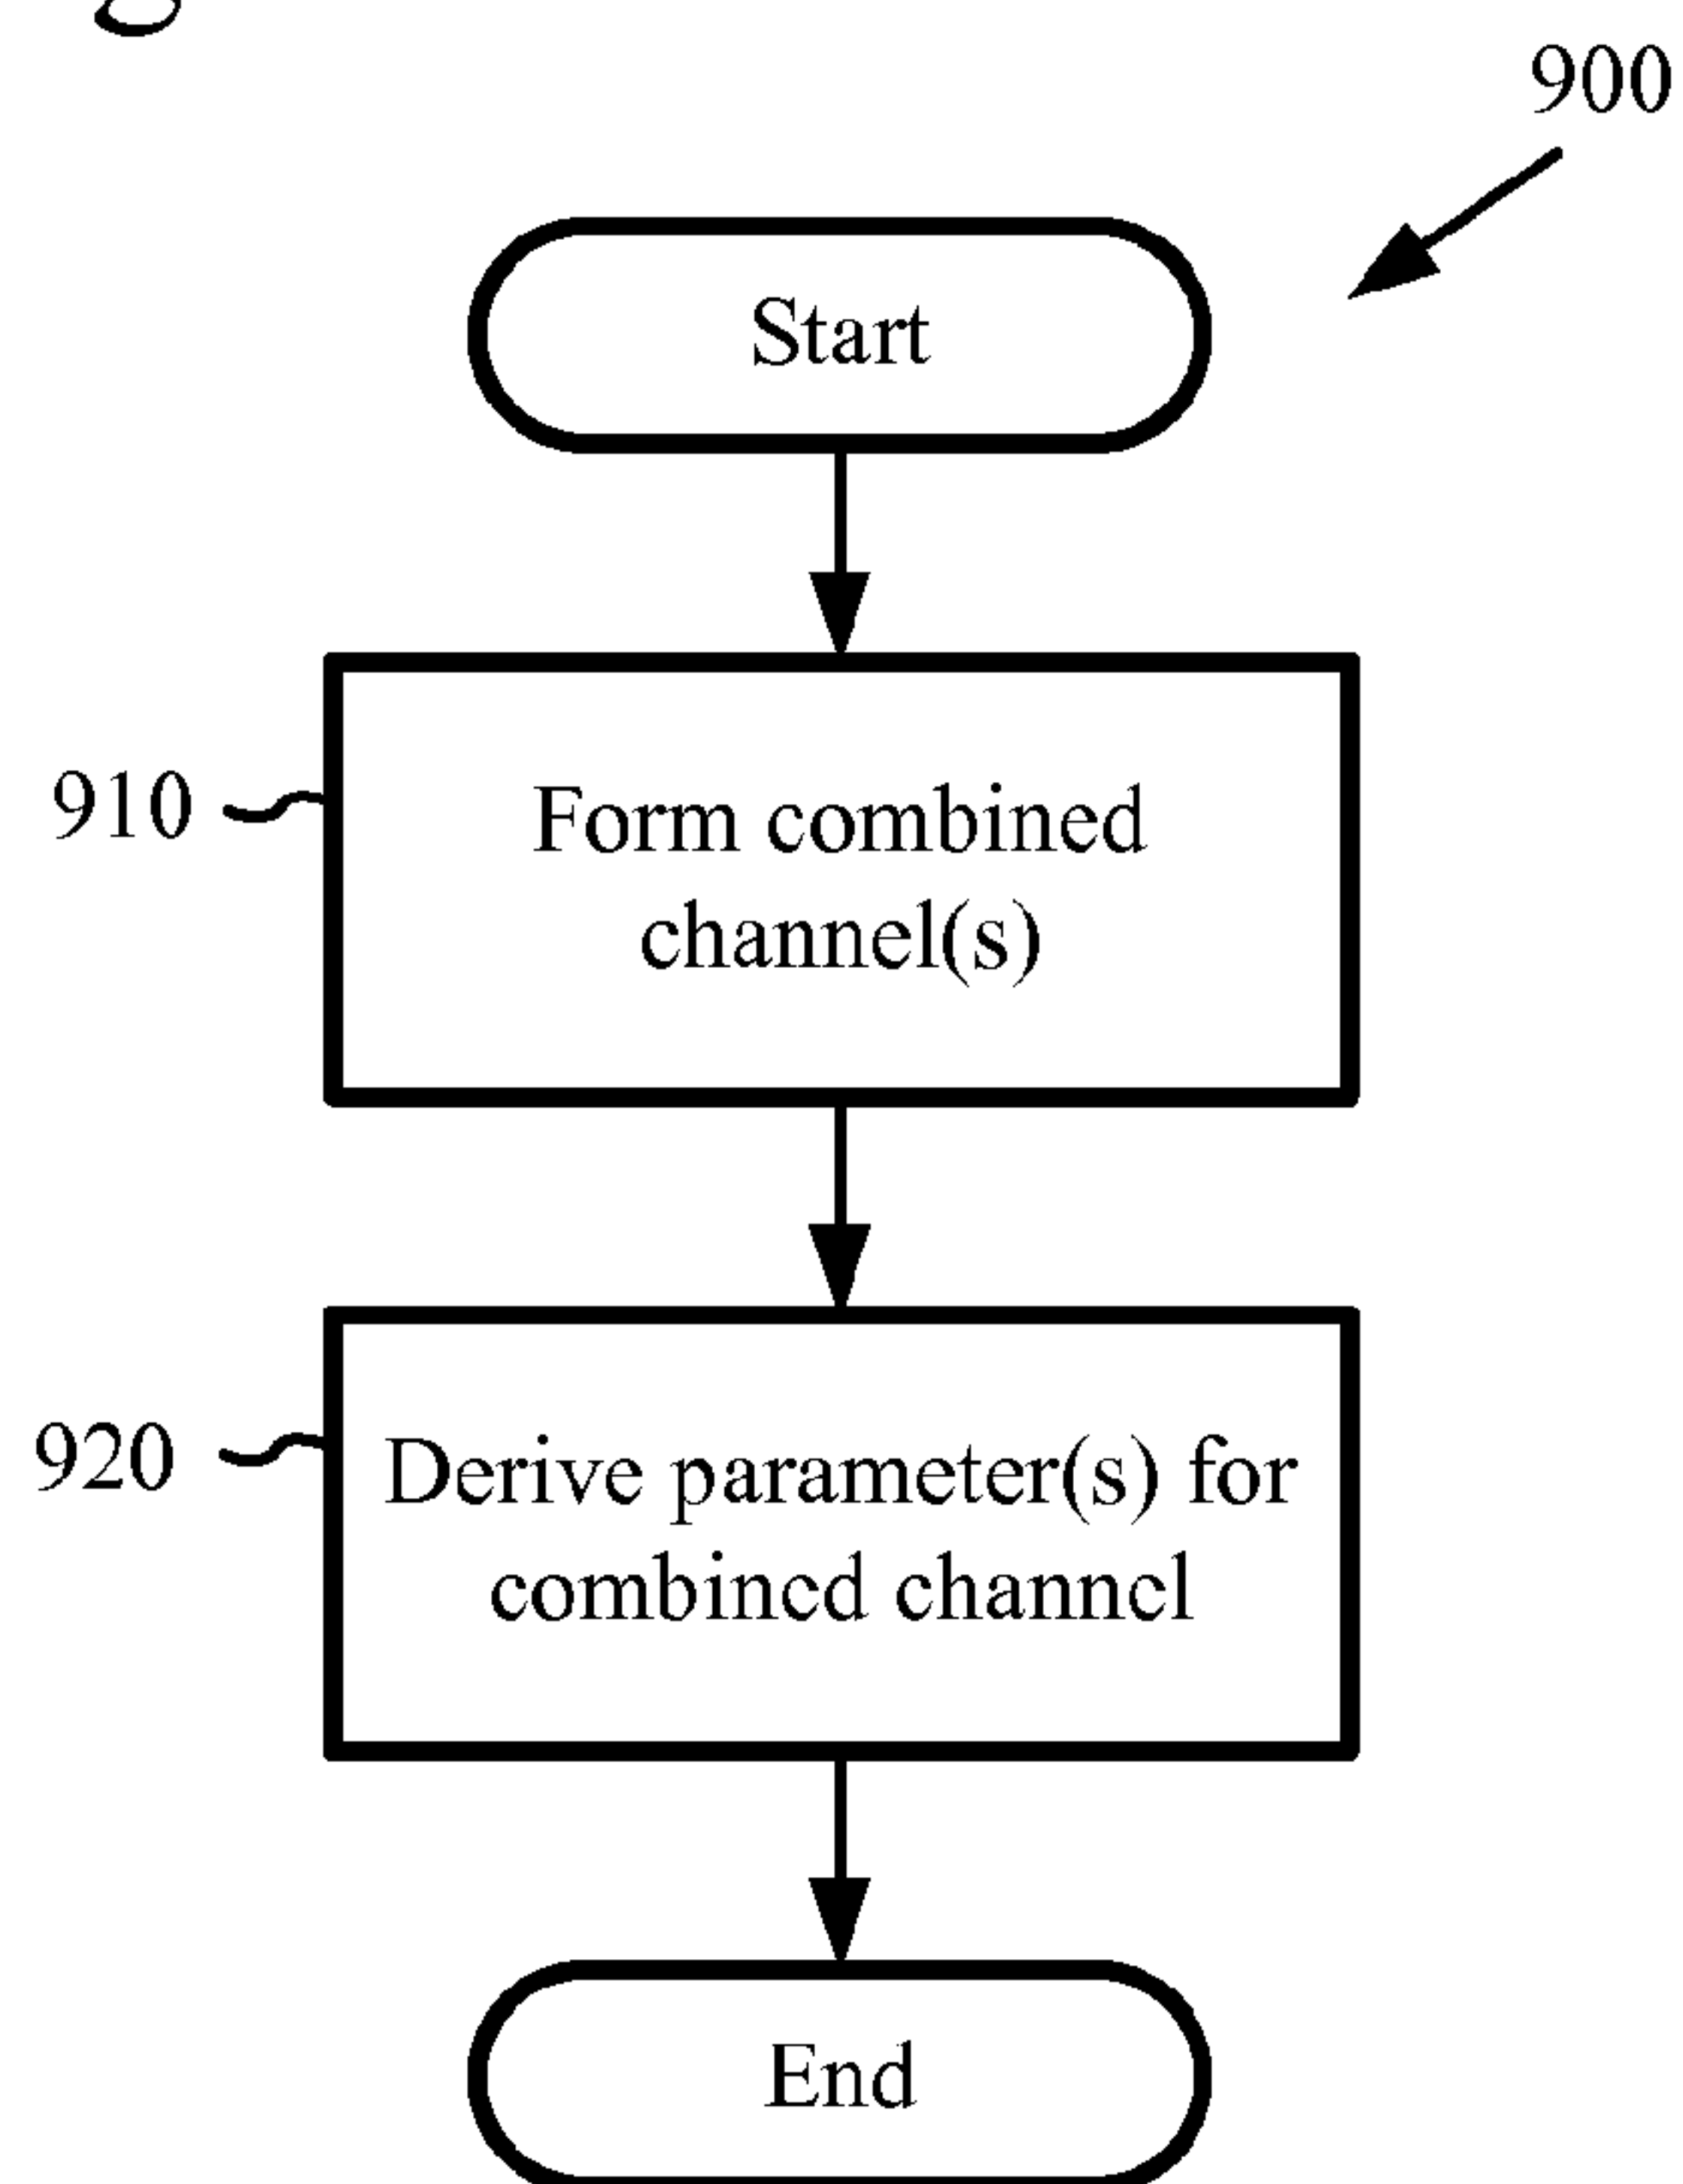 900
Start
910
Form combined
channel(s)
920
Derive parameter(s) for
combined channel
End